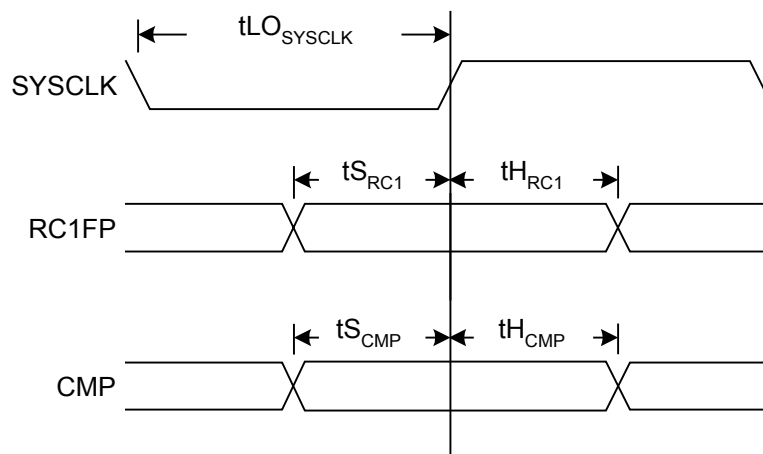 tLO_SYSCLK
SYSCLK
tS_RC1 tH_RC1
RC1FP
tS_CMP tH_CMP
CMP